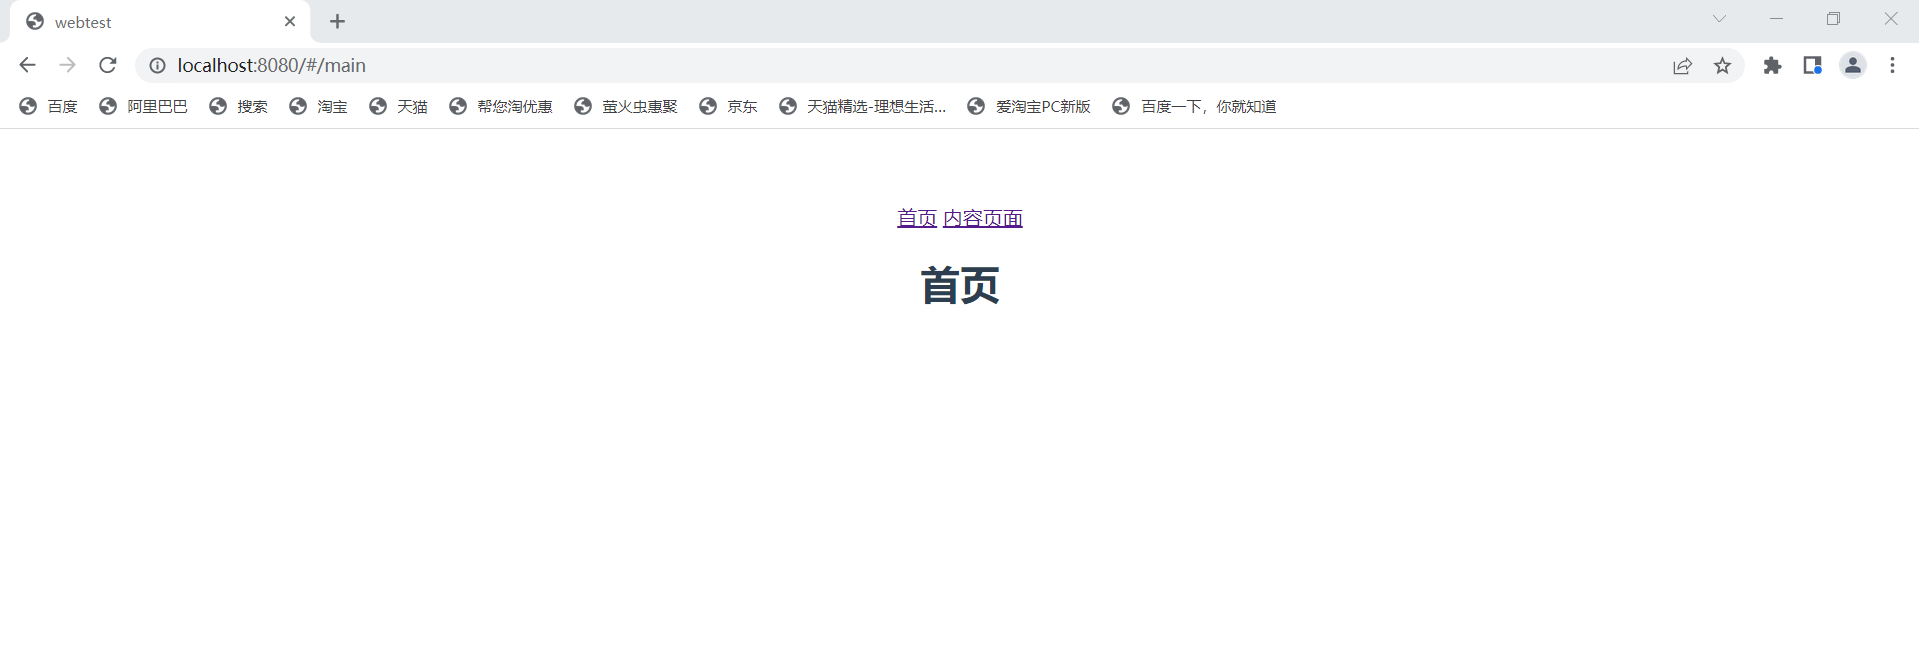 webtest
localhost:8080/#/main
百度 阿里巴巴 搜索 淘宝 天猫 帮您淘优惠 萤火虫惠聚 京东 天猫精选-理想生活... 爱淘宝PC新版 百度一下，你就知道
首页 内容页面
首页